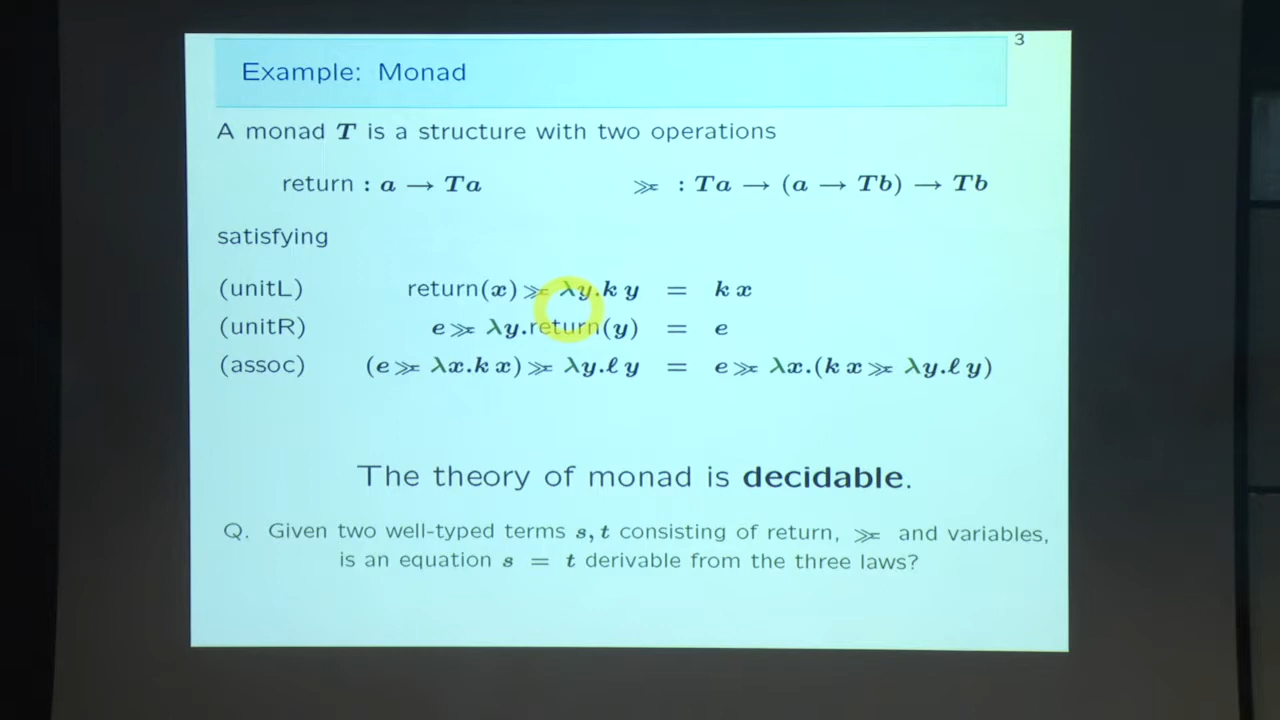 3
Example: Monad
A monad T is a structure with two operations
return : a → Ta    ≫= : Ta → (a → Tb) → Tb
satisfying
(unitL)    return(x) ≫= λy.k y = k x
(unitR)    e ≫= λy.return(y) = e
(assoc)    (e ≫= λx.k x) ≫= λy.ℓ y = e ≫= λx.(k x ≫= λy.ℓ y)
The theory of monad is decidable.
Q. Given two well-typed terms s, t consisting of return, ≫= and variables,
is an equation s = t derivable from the three laws?